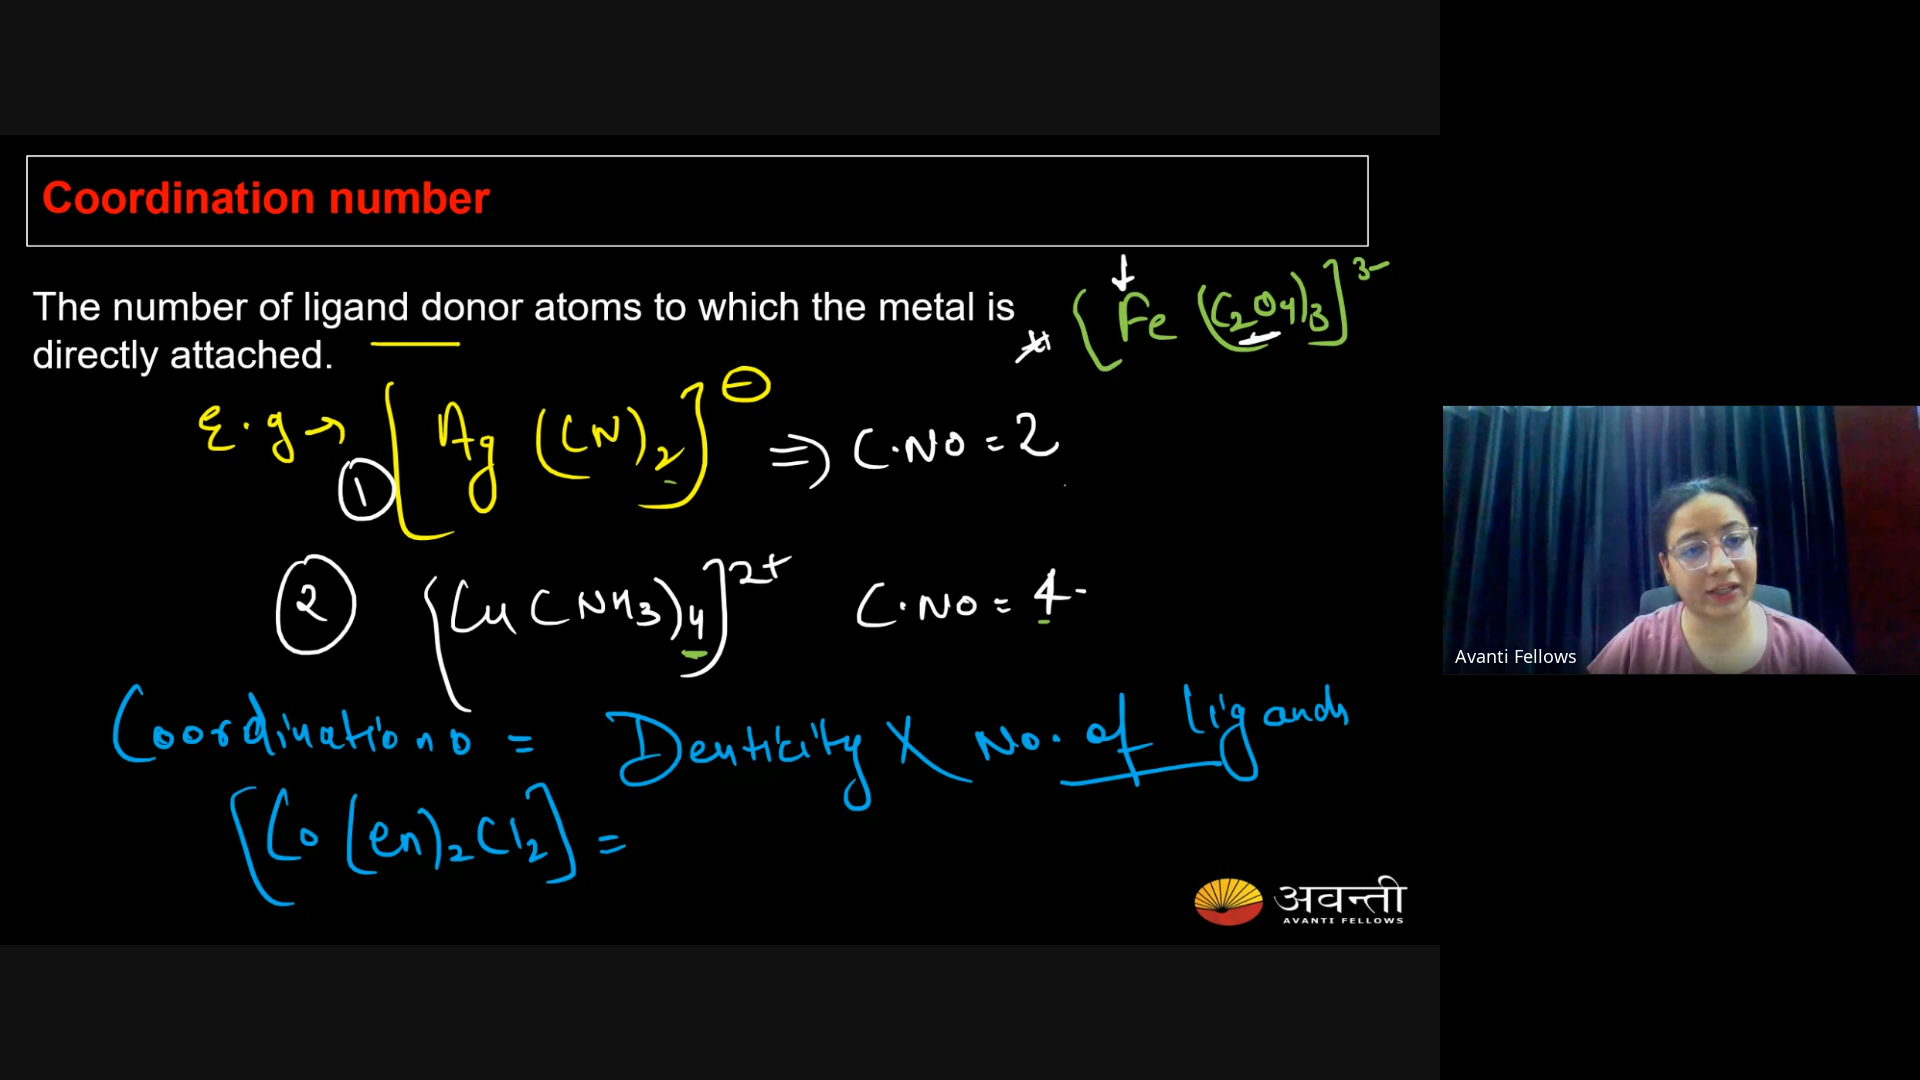 Coordination number
The number of ligand donor atoms to which the metal is
directly attached.
[Fe (C2O4)3]3-
E.g → [Ag (CN)2]⊖ ⇒ C.NO = 2
①
② [Cu (NH3)4]2+ C.NO = 4
Coordination no = Denticity X No. of ligands
[Co (en)2Cl2] =
अवन्ती
AVANTI FELLOWS
Avanti Fellows